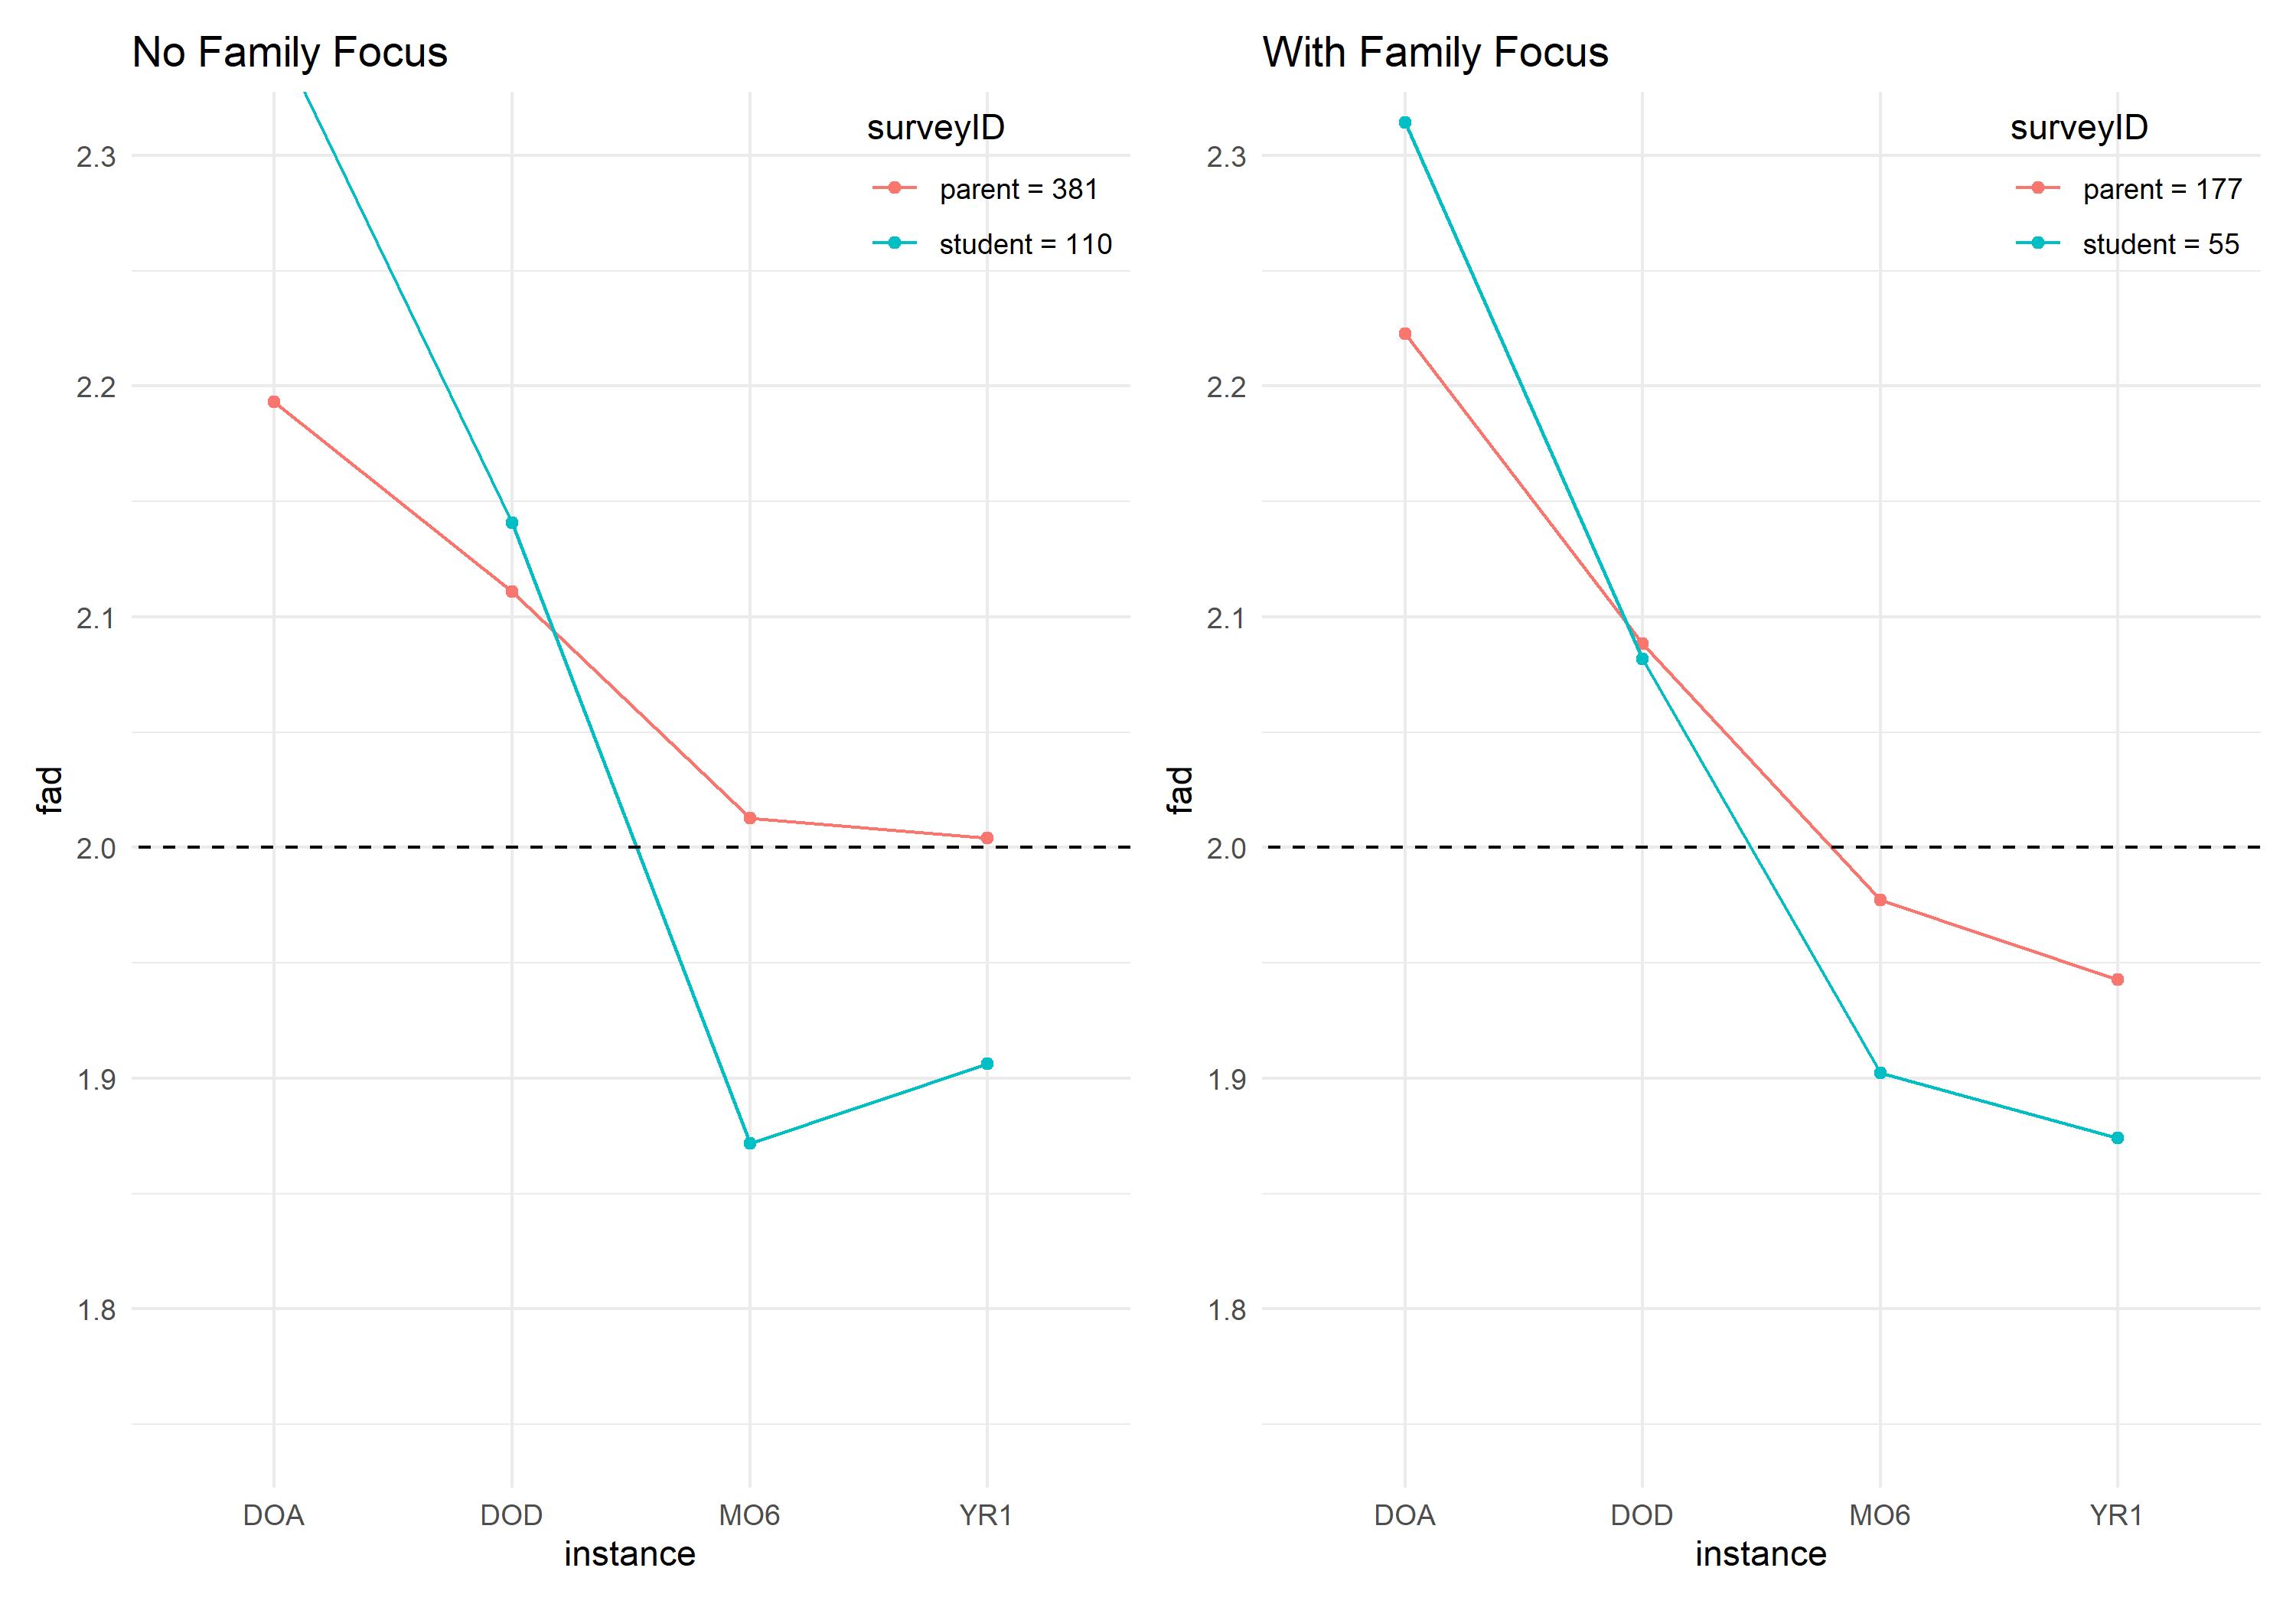 No Family Focus
surveyID
parent = 381
student = 110
2.3
2.2
2.1
2.0
1.9
1.8
fad
DOA DOD MO6 YR1
instance
With Family Focus
surveyID
parent = 177
student = 55
2.3
2.2
2.1
2.0
1.9
1.8
fad
DOA DOD MO6 YR1
instance